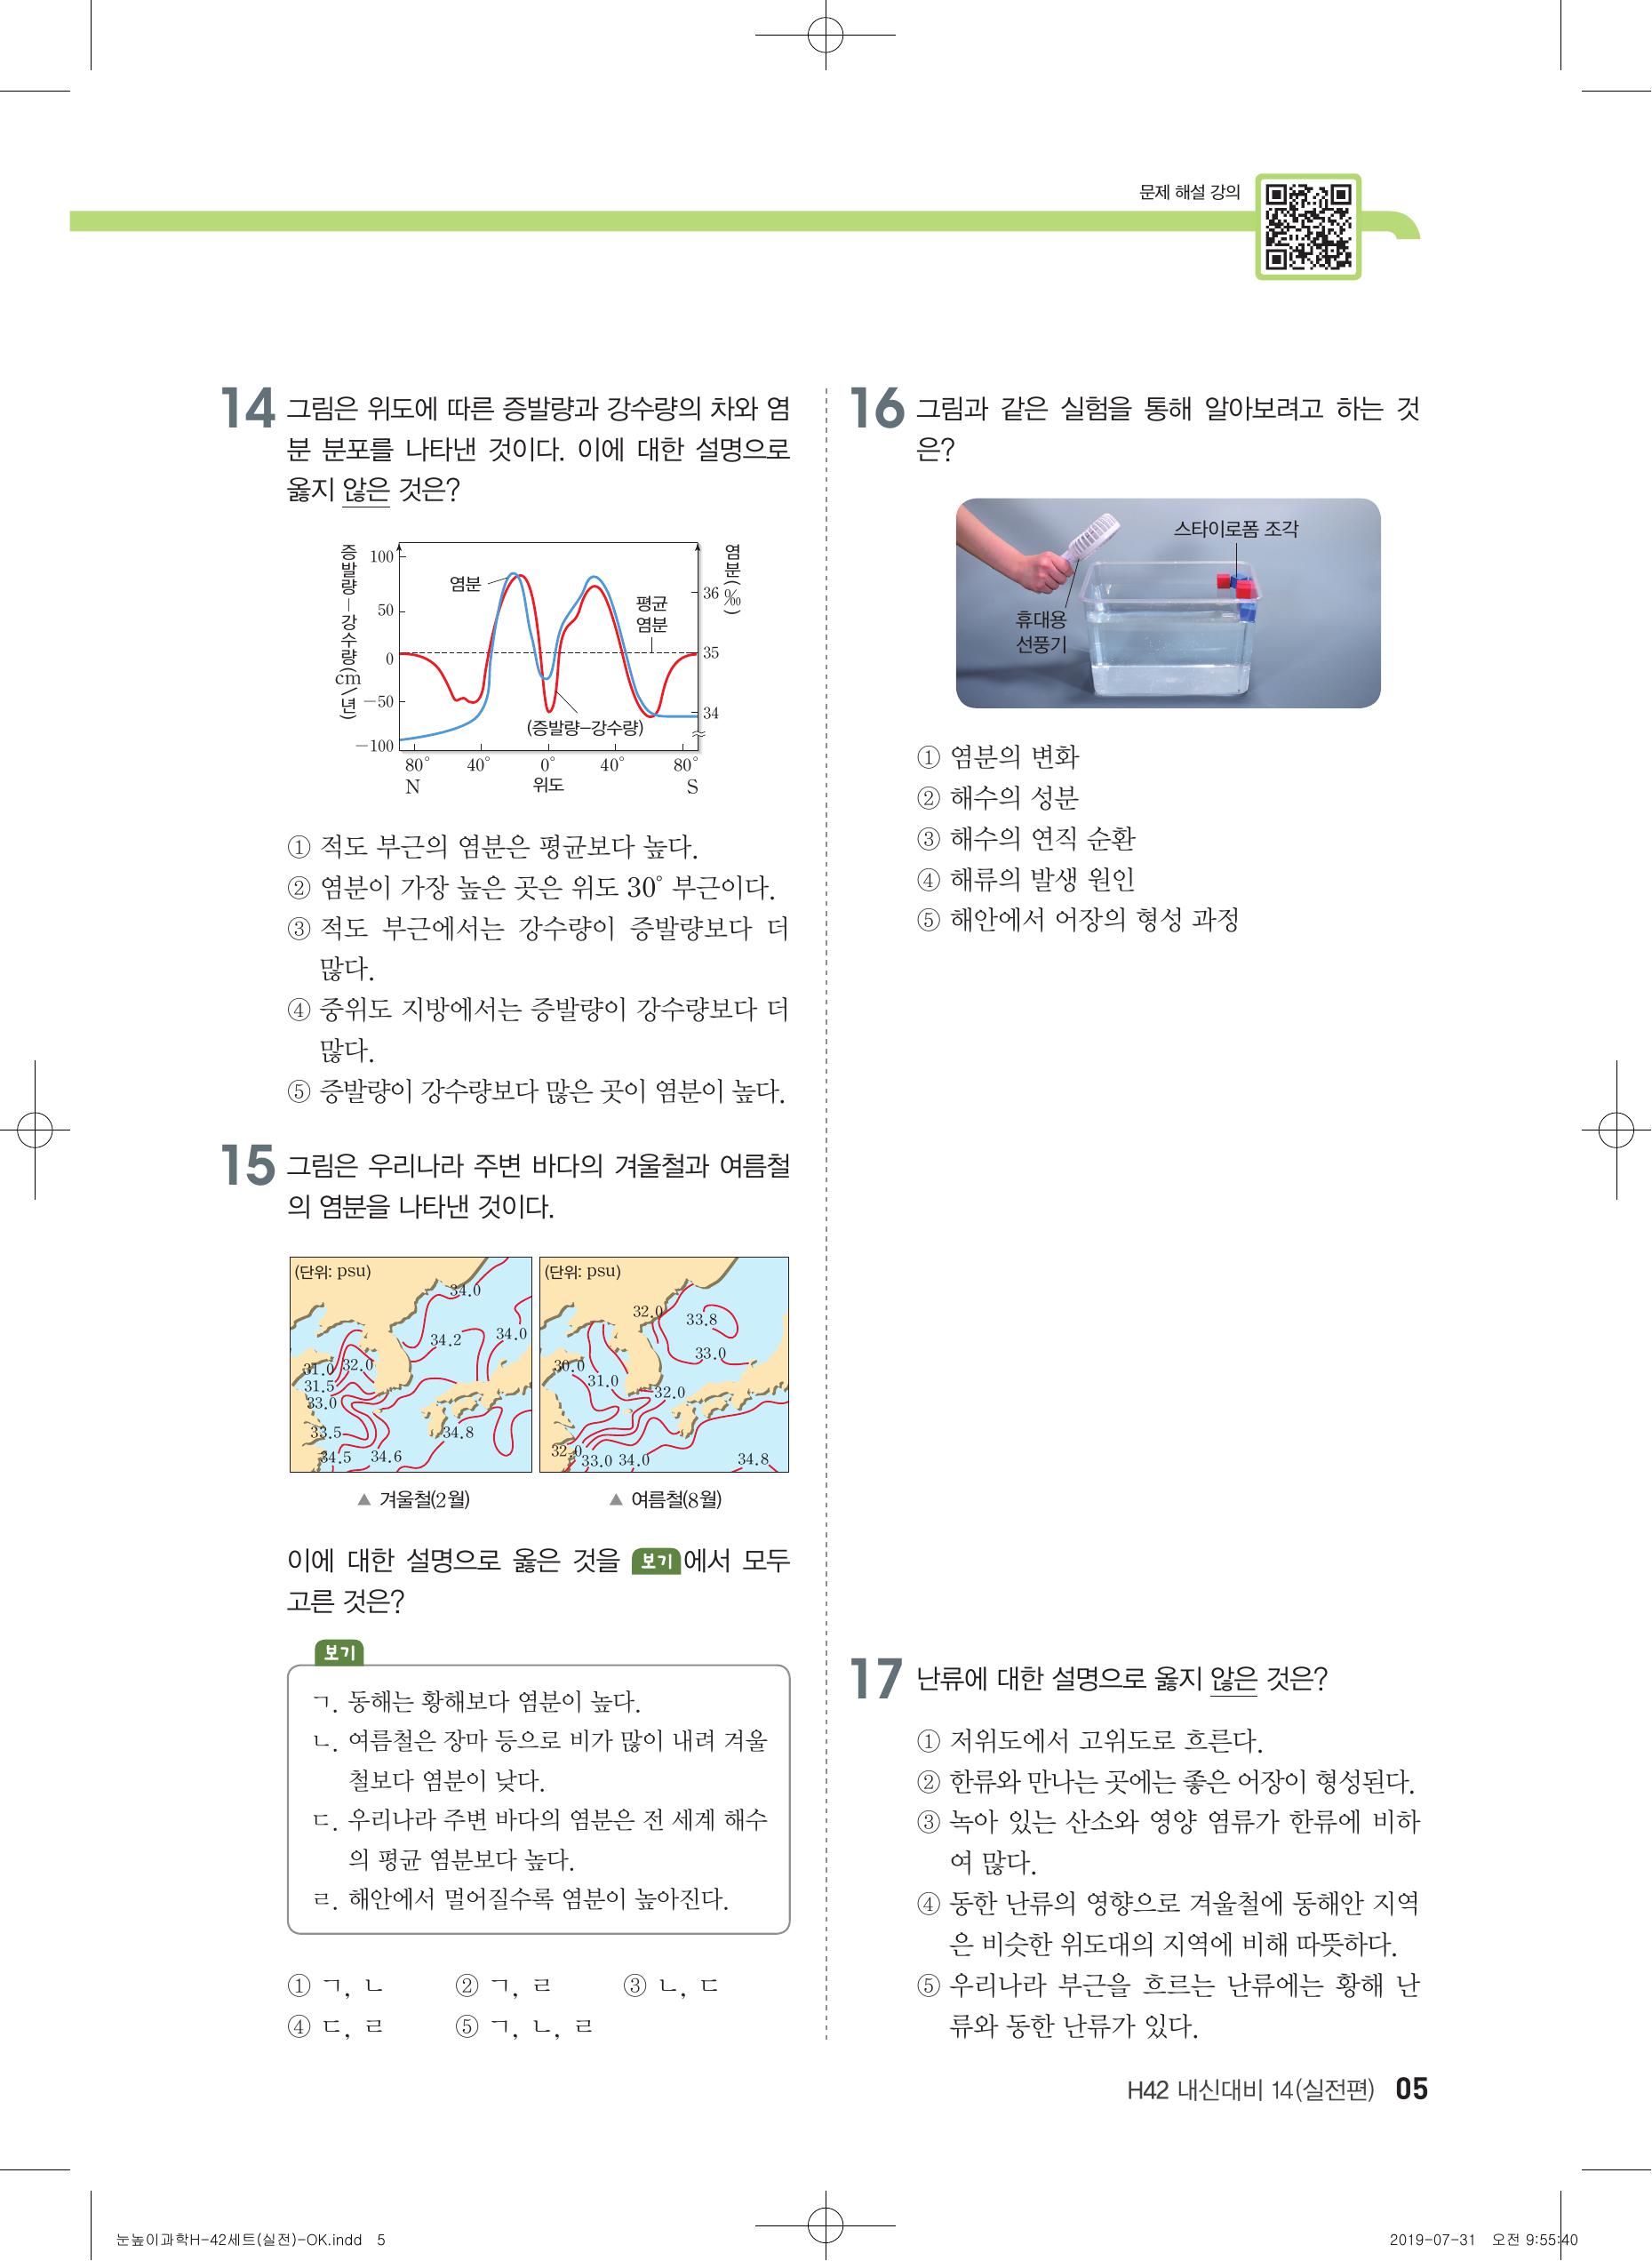 문제 해설 강의
14 그림은 위도에 따른 증발량과 강수량의 차와 염
분 분포를 나타낸 것이다. 이에 대한 설명으로
옳지 않은 것은?
증발량-강수량(cm/년)
100
50
0
-50
-100
염분
평균
염분
(증발량-강수량)
염분(‰)
36
35
34
80° 40° 0° 40° 80°
N 위도 S
① 적도 부근의 염분은 평균보다 높다.
② 염분이 가장 높은 곳은 위도 30° 부근이다.
③ 적도 부근에서는 강수량이 증발량보다 더
많다.
④ 중위도 지방에서는 증발량이 강수량보다 더
많다.
⑤ 증발량이 강수량보다 많은 곳이 염분이 높다.
15 그림은 우리나라 주변 바다의 겨울철과 여름철
의 염분을 나타낸 것이다.
(단위: psu)
34.0
34.2
34.0
31.0
32.0
31.5
33.0
33.5
34.8
34.5
34.6
▲ 겨울철(2월)
(단위: psu)
32.0
33.8
33.0
30.0
31.0
32.0
32.0
33.0
34.0
34.8
▲ 여름철(8월)
이에 대한 설명으로 옳은 것을 보기에서 모두
고른 것은?
보기
ㄱ. 동해는 황해보다 염분이 높다.
ㄴ. 여름철은 장마 등으로 비가 많이 내려 겨울
철보다 염분이 낮다.
ㄷ. 우리나라 주변 바다의 염분은 전 세계 해수
의 평균 염분보다 높다.
ㄹ. 해안에서 멀어질수록 염분이 높아진다.
① ㄱ, ㄴ ② ㄱ, ㄹ ③ ㄴ, ㄷ
④ ㄷ, ㄹ ⑤ ㄱ, ㄴ, ㄹ
16 그림과 같은 실험을 통해 알아보려고 하는 것
은?
스타이로폼 조각
휴대용
선풍기
① 염분의 변화
② 해수의 성분
③ 해수의 연직 순환
④ 해류의 발생 원인
⑤ 해안에서 어장의 형성 과정
17 난류에 대한 설명으로 옳지 않은 것은?
① 저위도에서 고위도로 흐른다.
② 한류와 만나는 곳에는 좋은 어장이 형성된다.
③ 녹아 있는 산소와 영양 염류가 한류에 비하
여 많다.
④ 동한 난류의 영향으로 겨울철에 동해안 지역
은 비슷한 위도대의 지역에 비해 따뜻하다.
⑤ 우리나라 부근을 흐르는 난류에는 황해 난
류와 동한 난류가 있다.
H42 내신대비 14(실전편) 05
눈높이과학H-42세트(실전)-OK.indd 5
2019-07-31 오전 9:55:40